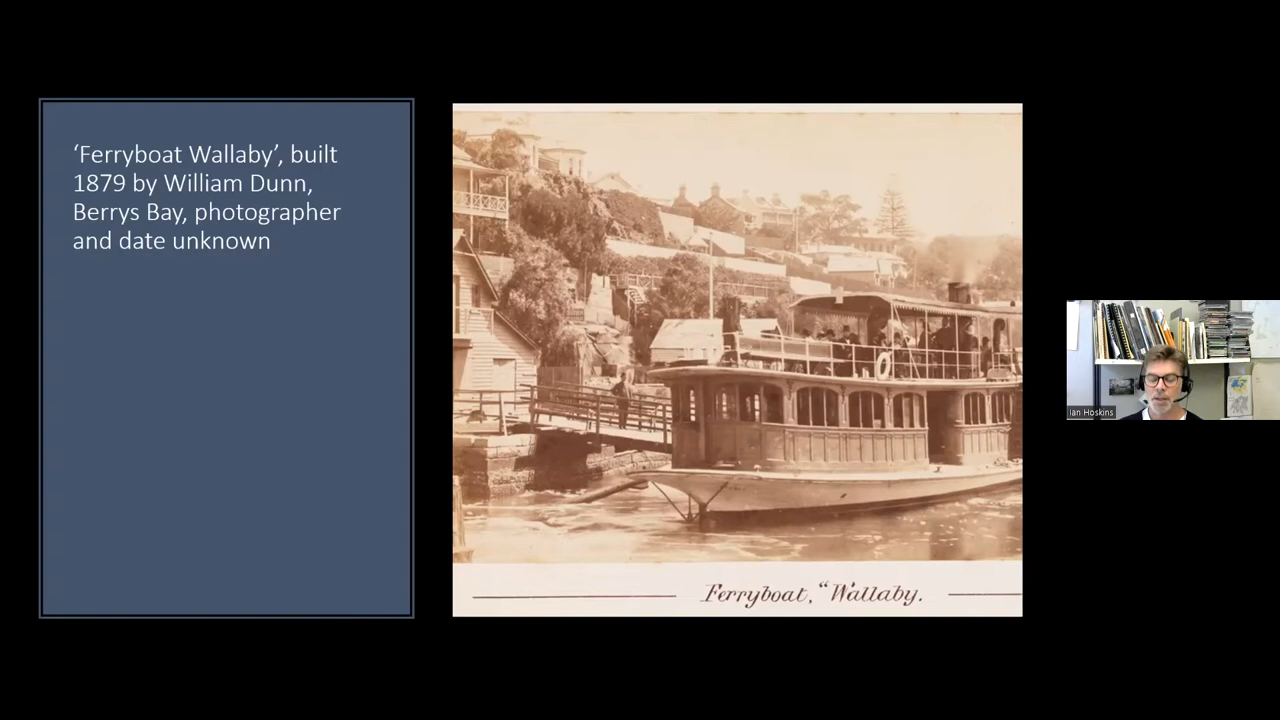 ‘Ferryboat Wallaby’, built
1879 by William Dunn,
Berrys Bay, photographer
and date unknown
Ferryboat, “Wallaby.
Ian Hoskins